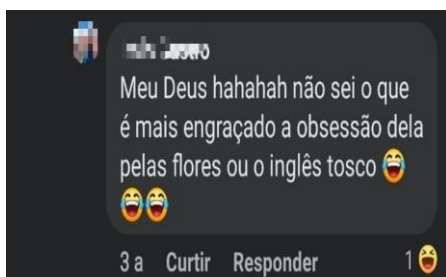 Meu Deus hahahah não sei o que
é mais engraçado a obsessão dela
pelas flores ou o inglês tosco 😂
😂😂
3 a Curtir Responder 1 😆